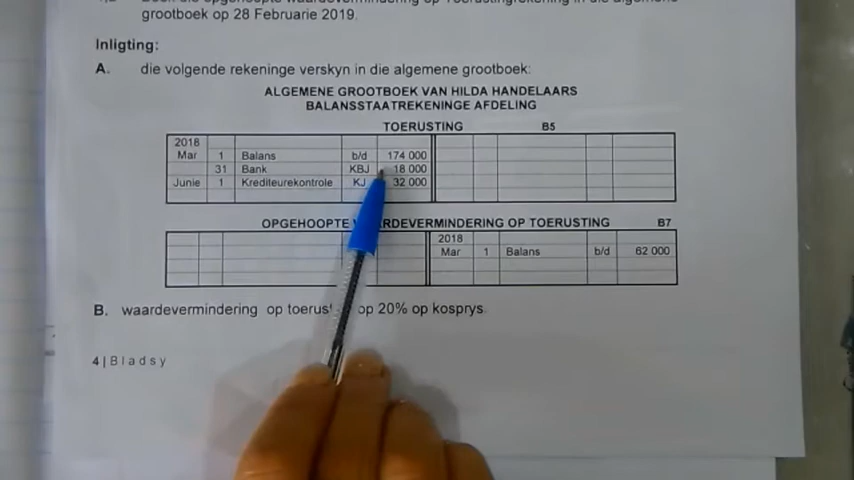 grootboek op 28 Februarie 2019.
Inligting:
A. die volgende rekeninge verskyn in die algemene grootboek:
ALGEMENE GROOTBOEK VAN HILDA HANDELAARS
BALANSSTAATREKENINGE AFDELING
TOERUSTING B5
2018
Mar 1 Balans b/d 174 000
31 Bank KBJ 18 000
Junie 1 Krediteurekontrole KJ 32 000
OPGEHOOPTE WAARDEVERMINDERING OP TOERUSTING B7
2018
Mar 1 Balans b/d 62 000
B. waardevermindering op toerust op 20% op kosprys.
4 | B l a d s y